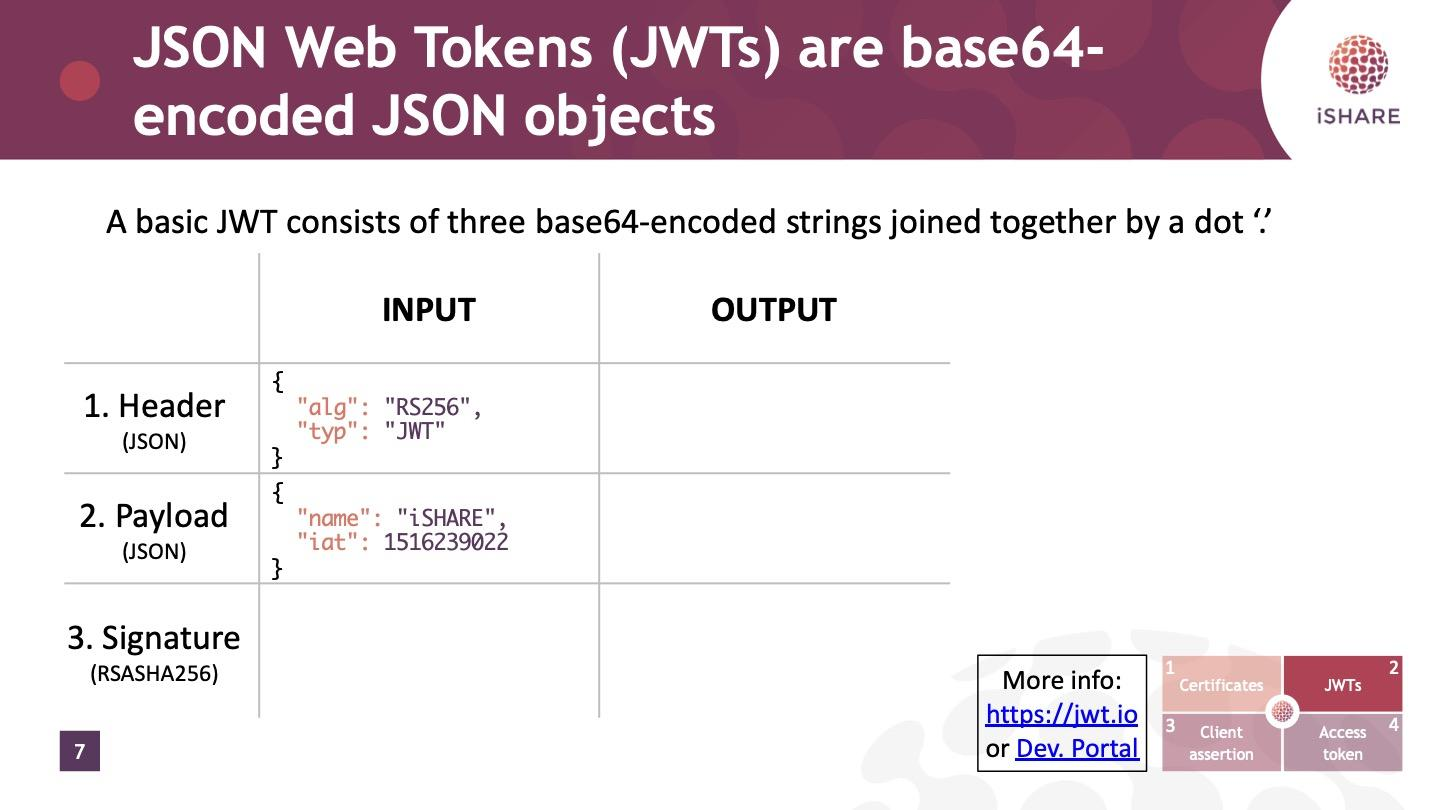 JSON Web Tokens (JWTs) are base64-
encoded JSON objects
iSHARE
A basic JWT consists of three base64-encoded strings joined together by a dot ‘.’
INPUT
OUTPUT
1. Header
(JSON)
{
"alg": "RS256",
"typ": "JWT"
}
2. Payload
(JSON)
{
"name": "iSHARE",
"iat": 1516239022
}
3. Signature
(RSASHA256)
More info:
https://jwt.io
or Dev. Portal
1
Certificates
2
JWTs
3
Client
assertion
4
Access
token
7